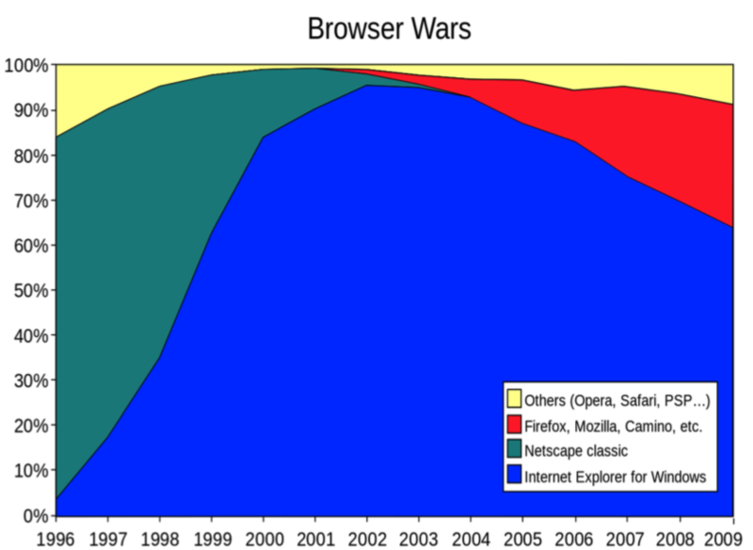 Browser Wars
100%
90%
80%
70%
60%
50%
40%
30%
20%
10%
0%
Others (Opera, Safari, PSP...)
Firefox, Mozilla, Camino, etc.
Netscape classic
Internet Explorer for Windows
1996 1997 1998 1999 2000 2001 2002 2003 2004 2005 2006 2007 2008 2009